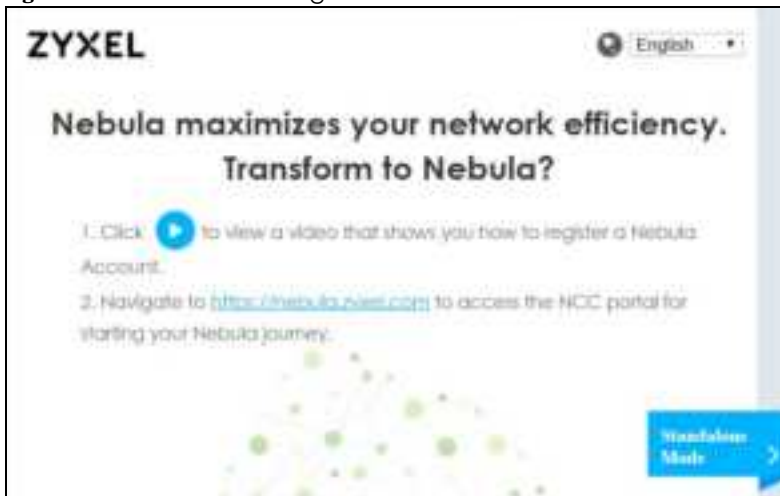 ZYXEL
English
Nebula maximizes your network efficiency.
Transform to Nebula?
1. Click to view a video that shows you how to register a Nebula
Account.
2. Navigate to https://nebula.zyxel.com to access the NCC portal for
starting your Nebula journey.
Standalone
Mode